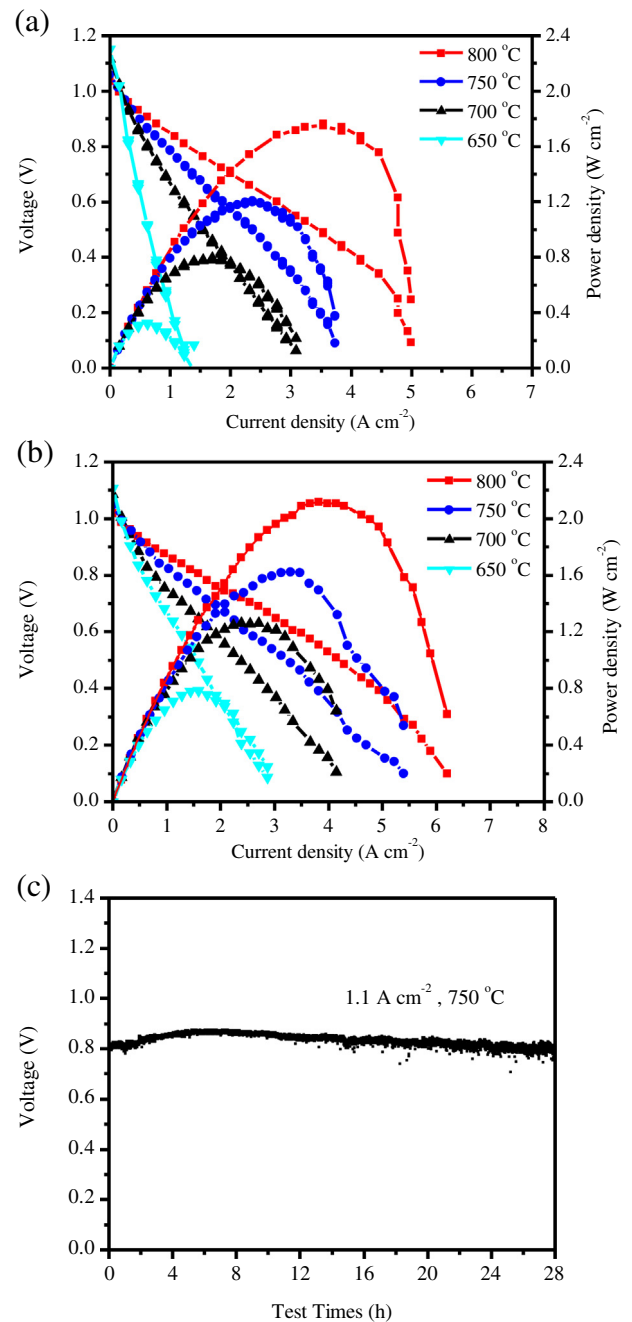 (a)
1.2
1.0
0.8
0.6
0.4
0.2
0.0
Voltage (V)
2.4
2.0
1.6
1.2
0.8
0.4
0.0
Power density (W cm⁻²)
800 °C
750 °C
700 °C
650 °C
0 1 2 3 4 5 6 7
Current density (A cm⁻²)
(b)
1.2
1.0
0.8
0.6
0.4
0.2
0.0
Voltage (V)
2.4
2.0
1.6
1.2
0.8
0.4
0.0
Power density (W cm⁻²)
800 °C
750 °C
700 °C
650 °C
0 1 2 3 4 5 6 7 8
Current density (A cm⁻²)
(c)
1.4
1.2
1.0
0.8
0.6
0.4
0.2
0.0
Voltage (V)
1.1 A cm⁻² , 750 °C
0 4 8 12 16 20 24 28
Test Times (h)